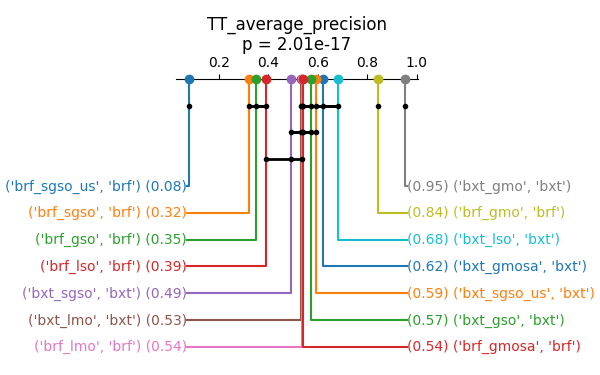 TT_average_precision
p = 2.01e-17
0.2 0.4 0.6 0.8 1.0
('brf_sgso_us', 'brf') (0.08) (0.95) ('bxt_gmo', 'bxt')
('brf_sgso', 'brf') (0.32) (0.84) ('brf_gmo', 'brf')
('brf_gso', 'brf') (0.35) (0.68) ('bxt_lso', 'bxt')
('brf_lso', 'brf') (0.39) (0.62) ('bxt_gmosa', 'bxt')
('bxt_sgso', 'bxt') (0.49) (0.59) ('bxt_sgso_us', 'bxt')
('bxt_lmo', 'bxt') (0.53) (0.57) ('bxt_gso', 'bxt')
('brf_lmo', 'brf') (0.54) (0.54) ('brf_gmosa', 'brf')